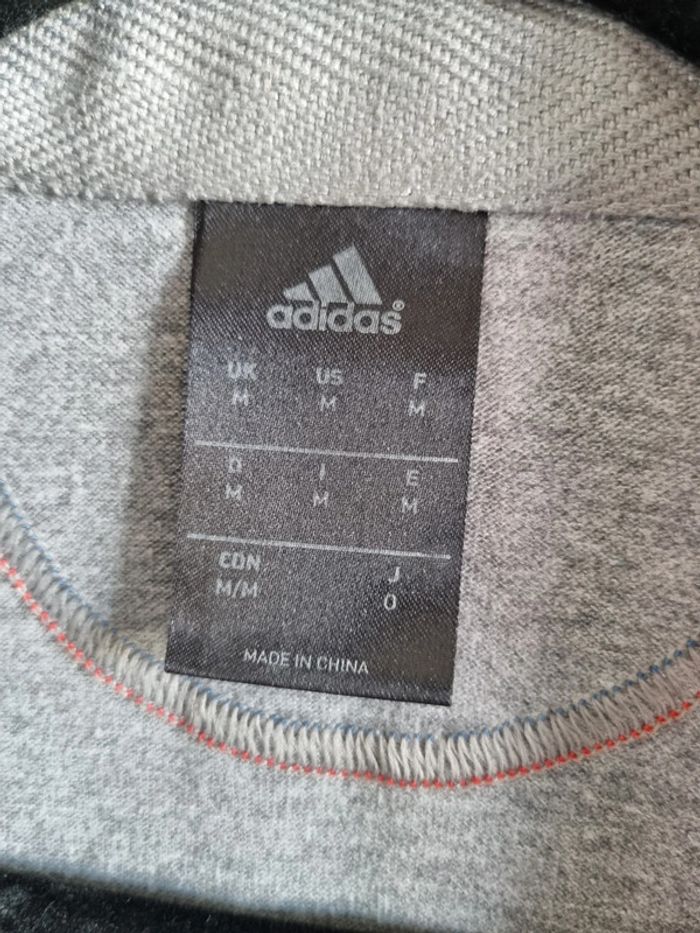 adidas®
UK US F
M M M
D I E
M M M
CDN J
M/M O
MADE IN CHINA